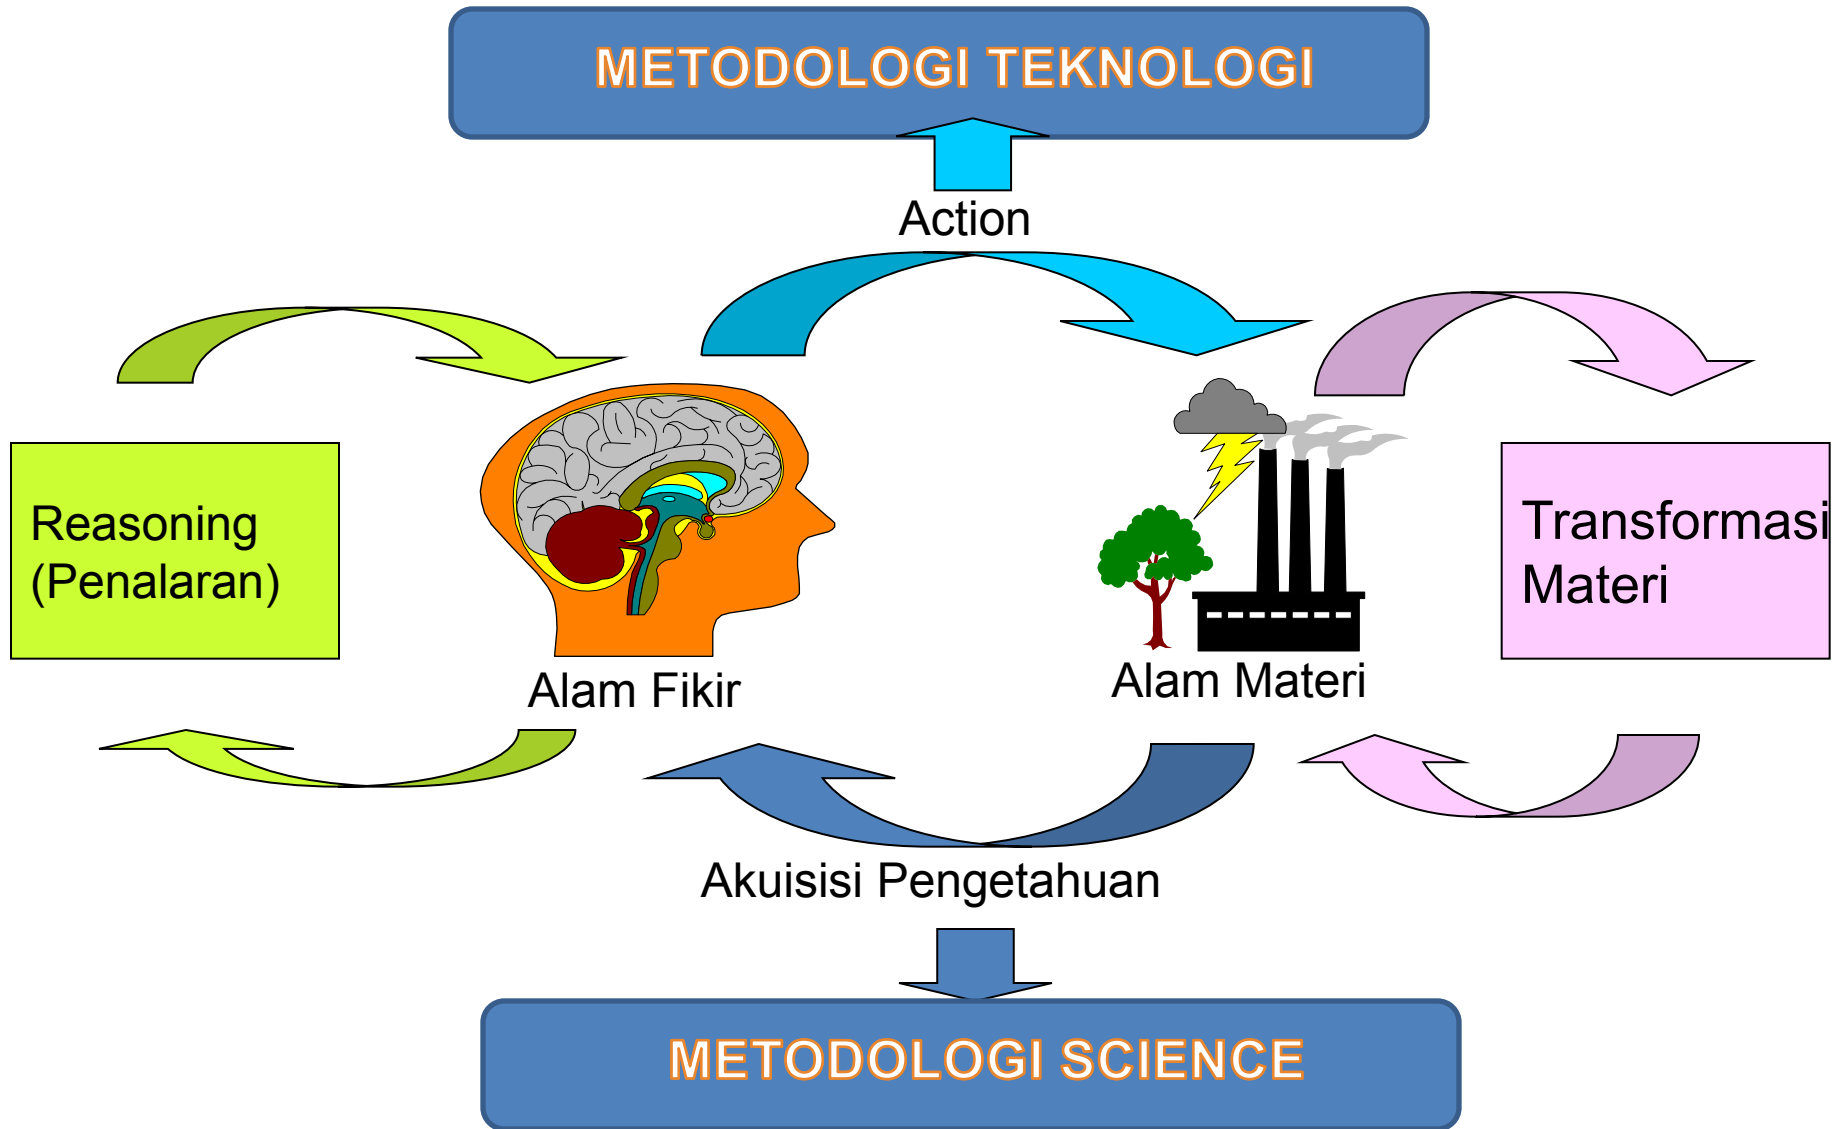 METODOLOGI TEKNOLOGI
Action
Reasoning
(Penalaran)
Transformasi
Materi
Alam Fikir
Alam Materi
Akuisisi Pengetahuan
METODOLOGI SCIENCE